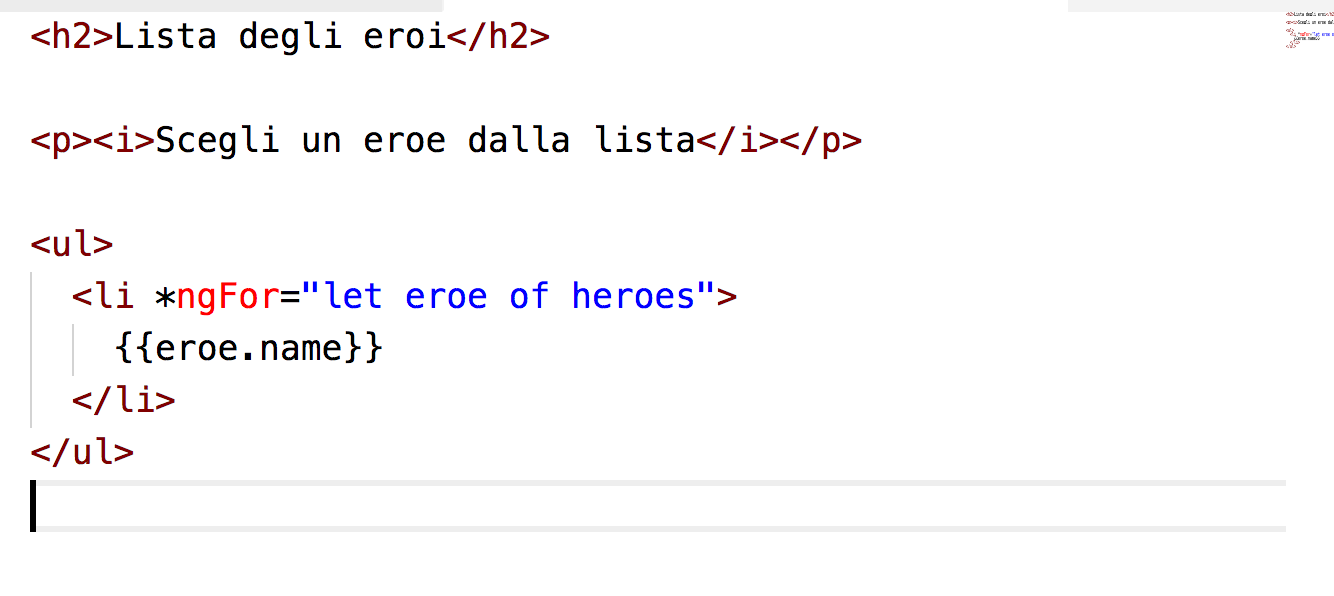 <h2>Lista degli eroi</h2>
<p><i>Scegli un eroe dalla lista</i></p>
<ul>
<li *ngFor="let eroe of heroes">
{{eroe.name}}
</li>
</ul>